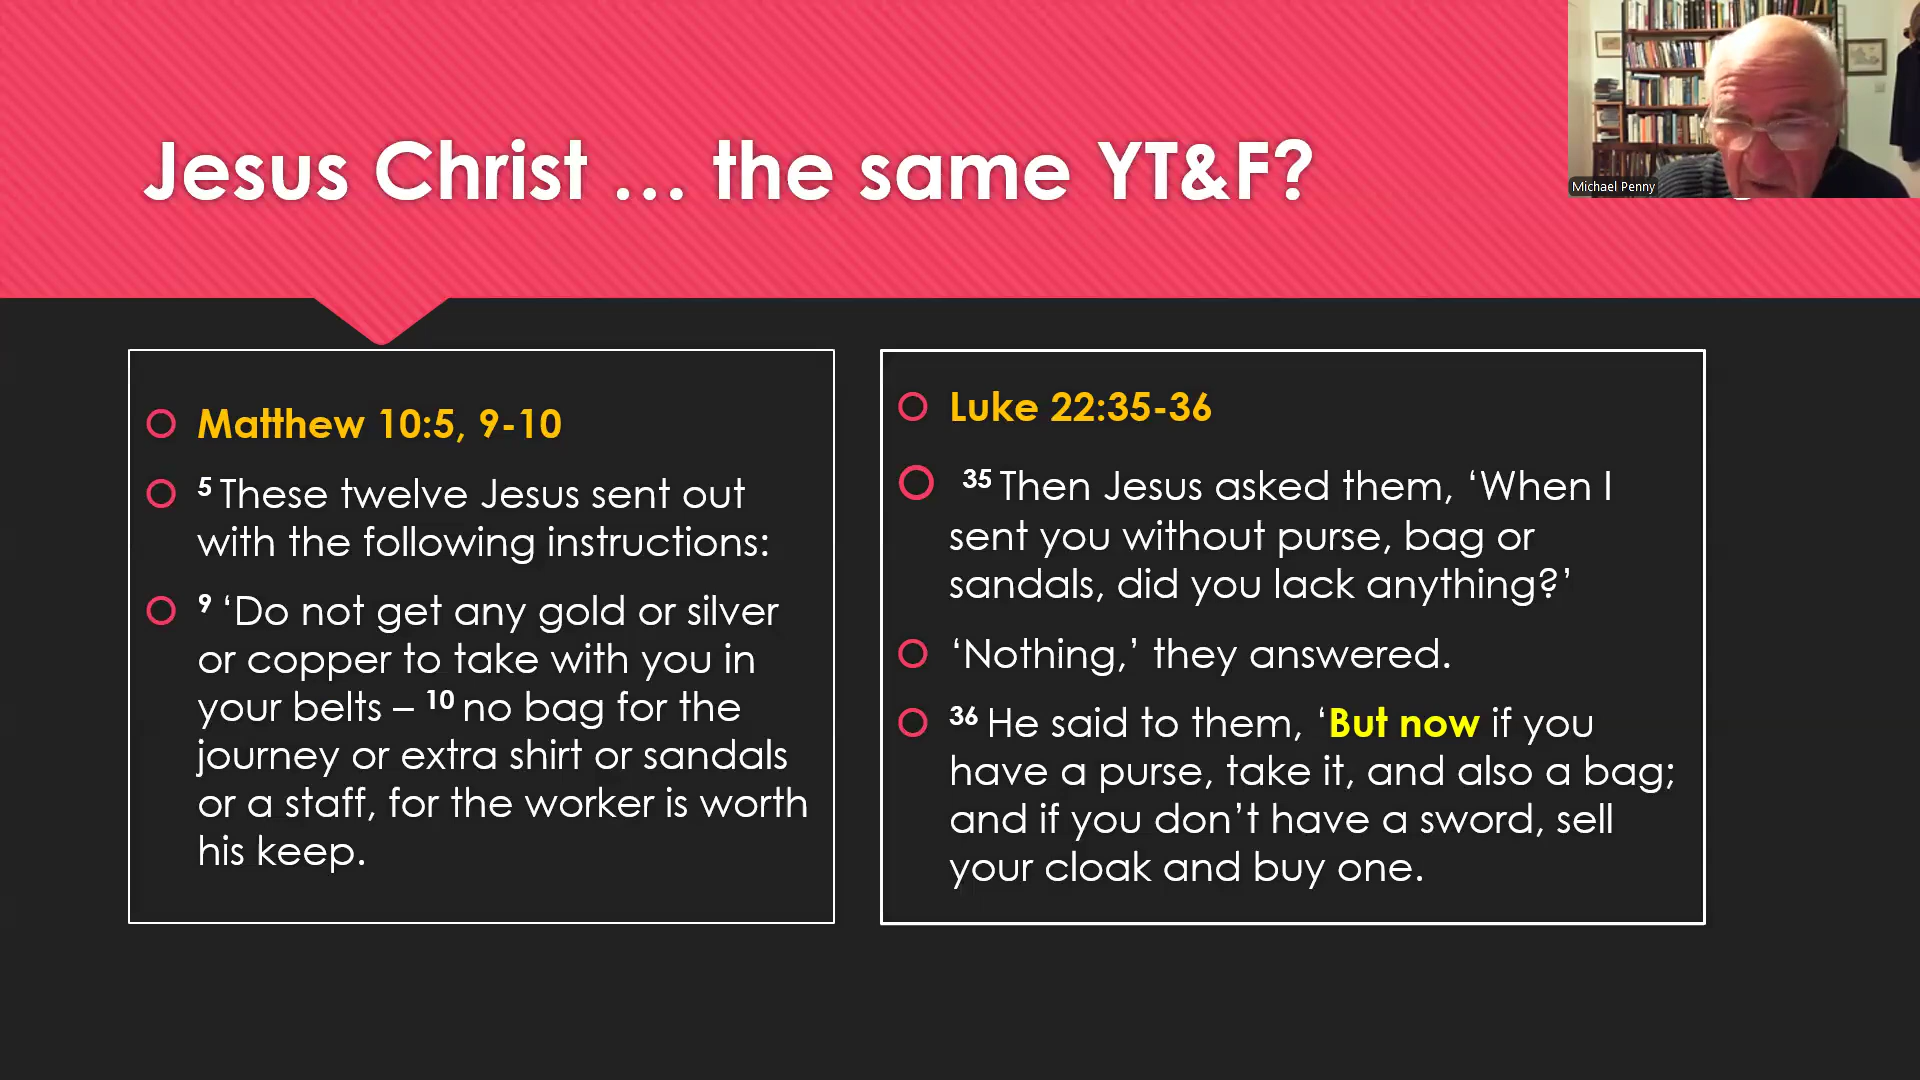 Jesus Christ … the same YT&F?
Michael Penny
Matthew 10:5, 9-10
5 These twelve Jesus sent out
with the following instructions:
9 ‘Do not get any gold or silver
or copper to take with you in
your belts – 10 no bag for the
journey or extra shirt or sandals
or a staff, for the worker is worth
his keep.
Luke 22:35-36
35 Then Jesus asked them, ‘When I
sent you without purse, bag or
sandals, did you lack anything?’
‘Nothing,’ they answered.
36 He said to them, ‘But now if you
have a purse, take it, and also a bag;
and if you don’t have a sword, sell
your cloak and buy one.